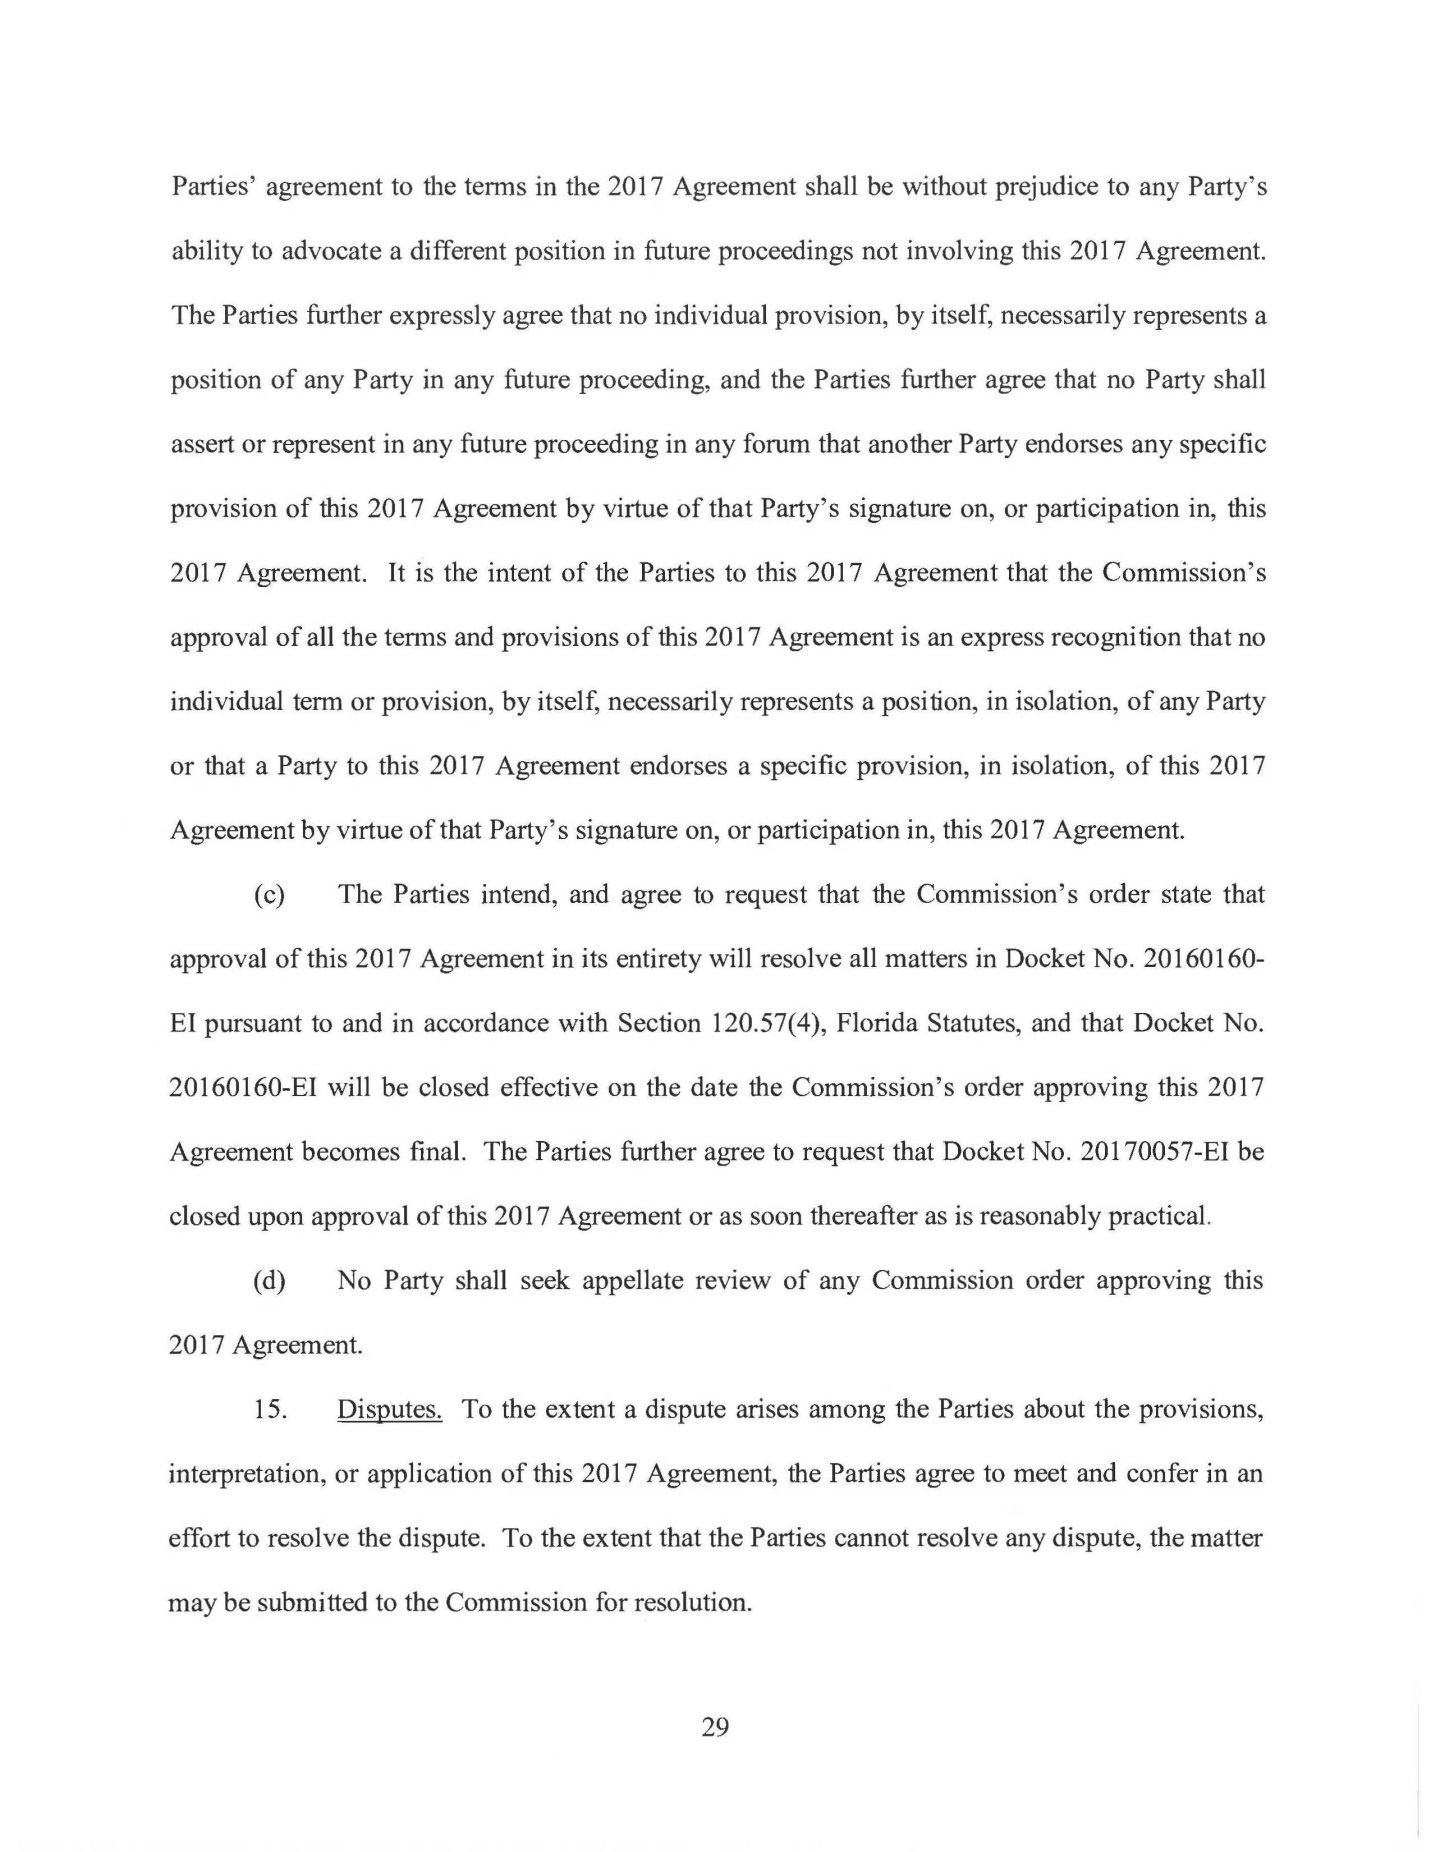 Parties’ agreement to the terms in the 2017 Agreement shall be without prejudice to any Party’s
ability to advocate a different position in future proceedings not involving this 2017 Agreement.
The Parties further expressly agree that no individual provision, by itself, necessarily represents a
position of any Party in any future proceeding, and the Parties further agree that no Party shall
assert or represent in any future proceeding in any forum that another Party endorses any specific
provision of this 2017 Agreement by virtue of that Party’s signature on, or participation in, this
2017 Agreement. It is the intent of the Parties to this 2017 Agreement that the Commission’s
approval of all the terms and provisions of this 2017 Agreement is an express recognition that no
individual term or provision, by itself, necessarily represents a position, in isolation, of any Party
or that a Party to this 2017 Agreement endorses a specific provision, in isolation, of this 2017
Agreement by virtue of that Party’s signature on, or participation in, this 2017 Agreement.
(c) The Parties intend, and agree to request that the Commission’s order state that
approval of this 2017 Agreement in its entirety will resolve all matters in Docket No. 20160160-
EI pursuant to and in accordance with Section 120.57(4), Florida Statutes, and that Docket No.
20160160-EI will be closed effective on the date the Commission’s order approving this 2017
Agreement becomes final. The Parties further agree to request that Docket No. 20170057-EI be
closed upon approval of this 2017 Agreement or as soon thereafter as is reasonably practical.
(d) No Party shall seek appellate review of any Commission order approving this
2017 Agreement.
15. Disputes. To the extent a dispute arises among the Parties about the provisions,
interpretation, or application of this 2017 Agreement, the Parties agree to meet and confer in an
effort to resolve the dispute. To the extent that the Parties cannot resolve any dispute, the matter
may be submitted to the Commission for resolution.
29